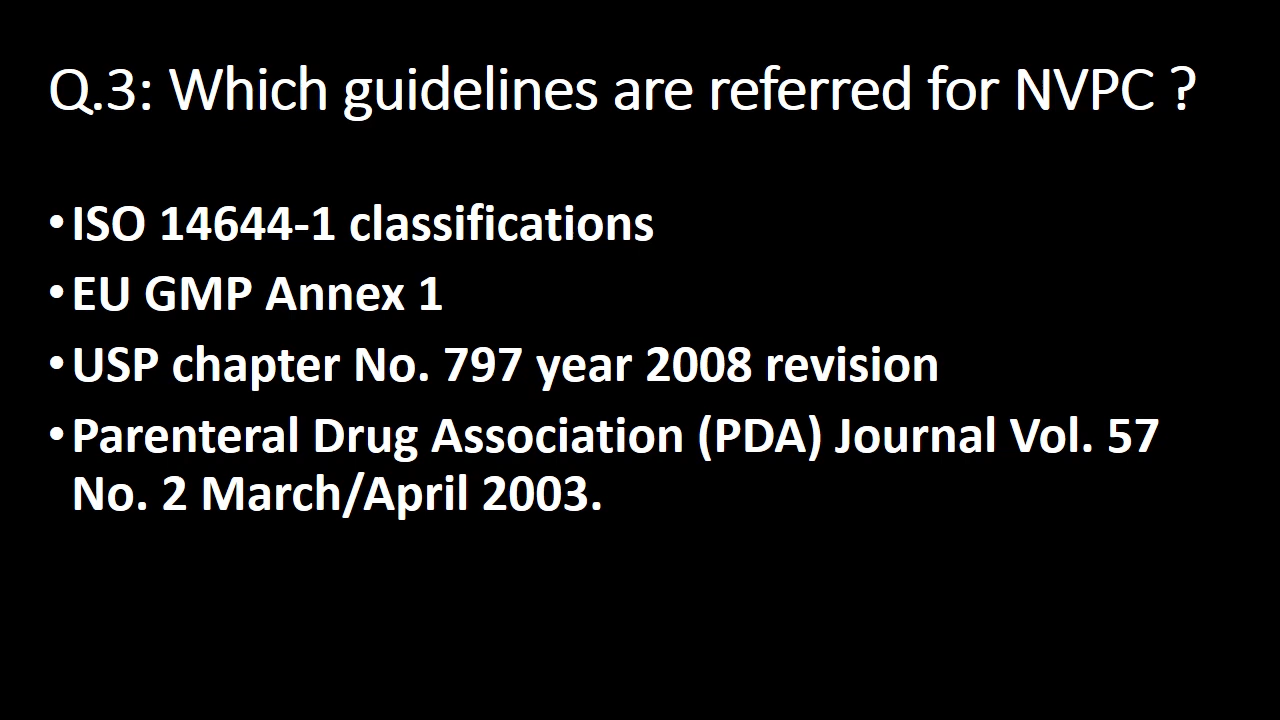 Q.3: Which guidelines are referred for NVPC ?
•ISO 14644-1 classifications
•EU GMP Annex 1
•USP chapter No. 797 year 2008 revision
•Parenteral Drug Association (PDA) Journal Vol. 57
No. 2 March/April 2003.